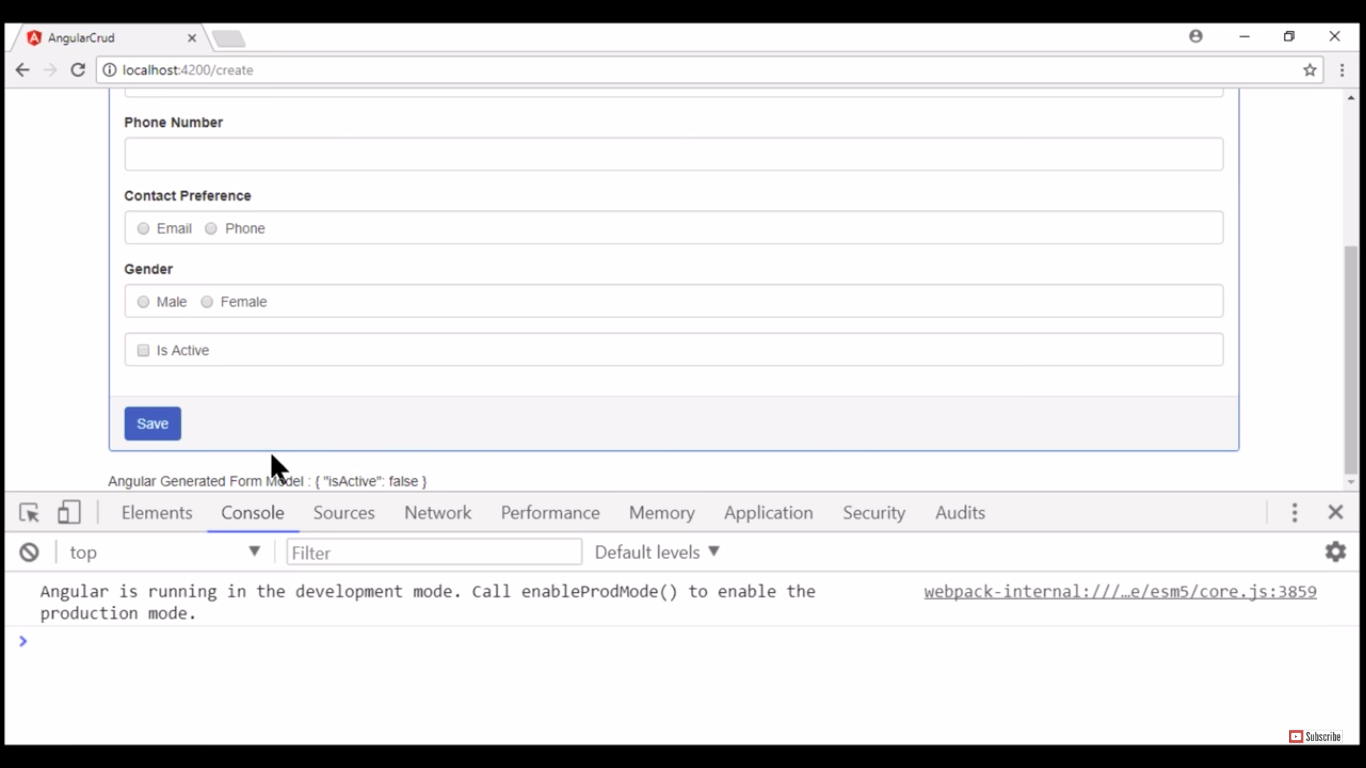 AngularCrud
localhost:4200/create
Phone Number
Contact Preference
Email Phone
Gender
Male Female
Is Active
Save
Angular Generated Form Model : { "isActive": false }
Elements Console Sources Network Performance Memory Application Security Audits
top Filter Default levels
Angular is running in the development mode. Call enableProdMode() to enable the webpack-internal:///…e/esm5/core.js:3859
production mode.
Subscribe